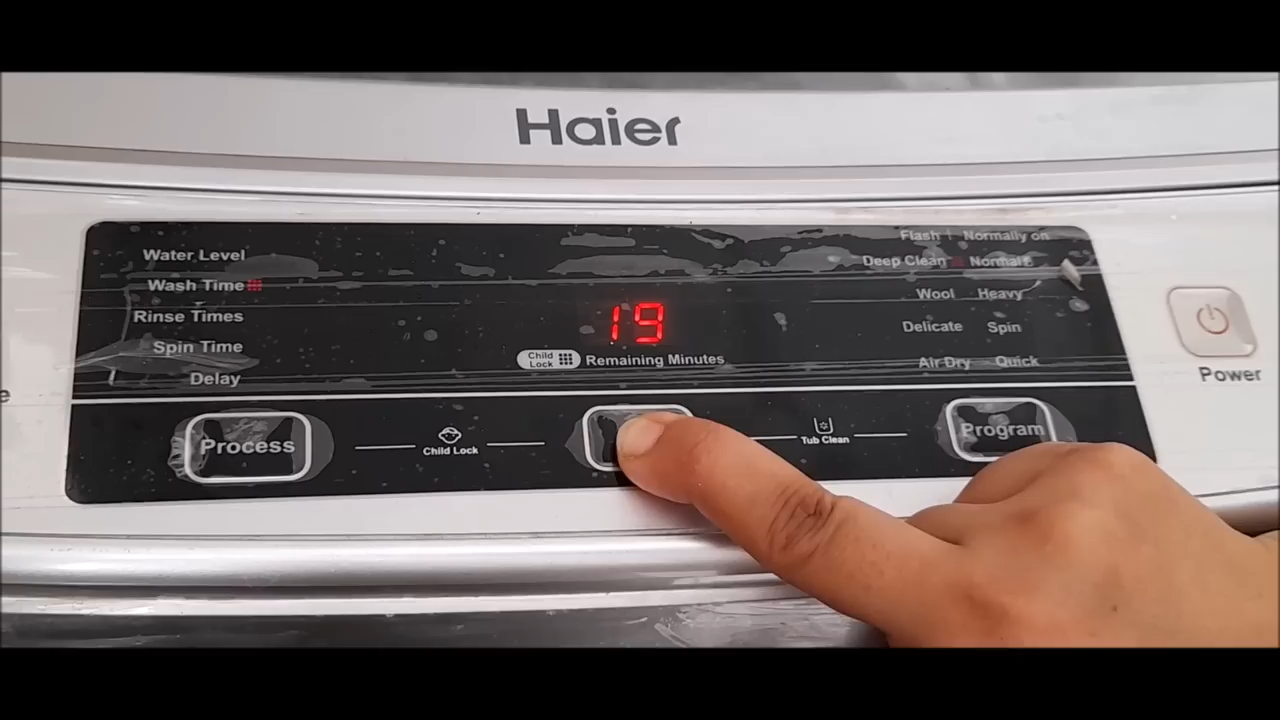 Haier
Water Level
Wash Time
Rinse Times
Spin Time
Delay
19
Child
Lock
Remaining Minutes
Flash Normally on
Deep Clean Normal
Wool Heavy
Delicate Spin
Air Dry Quick
Power
Process
Child Lock
Tub Clean
Program